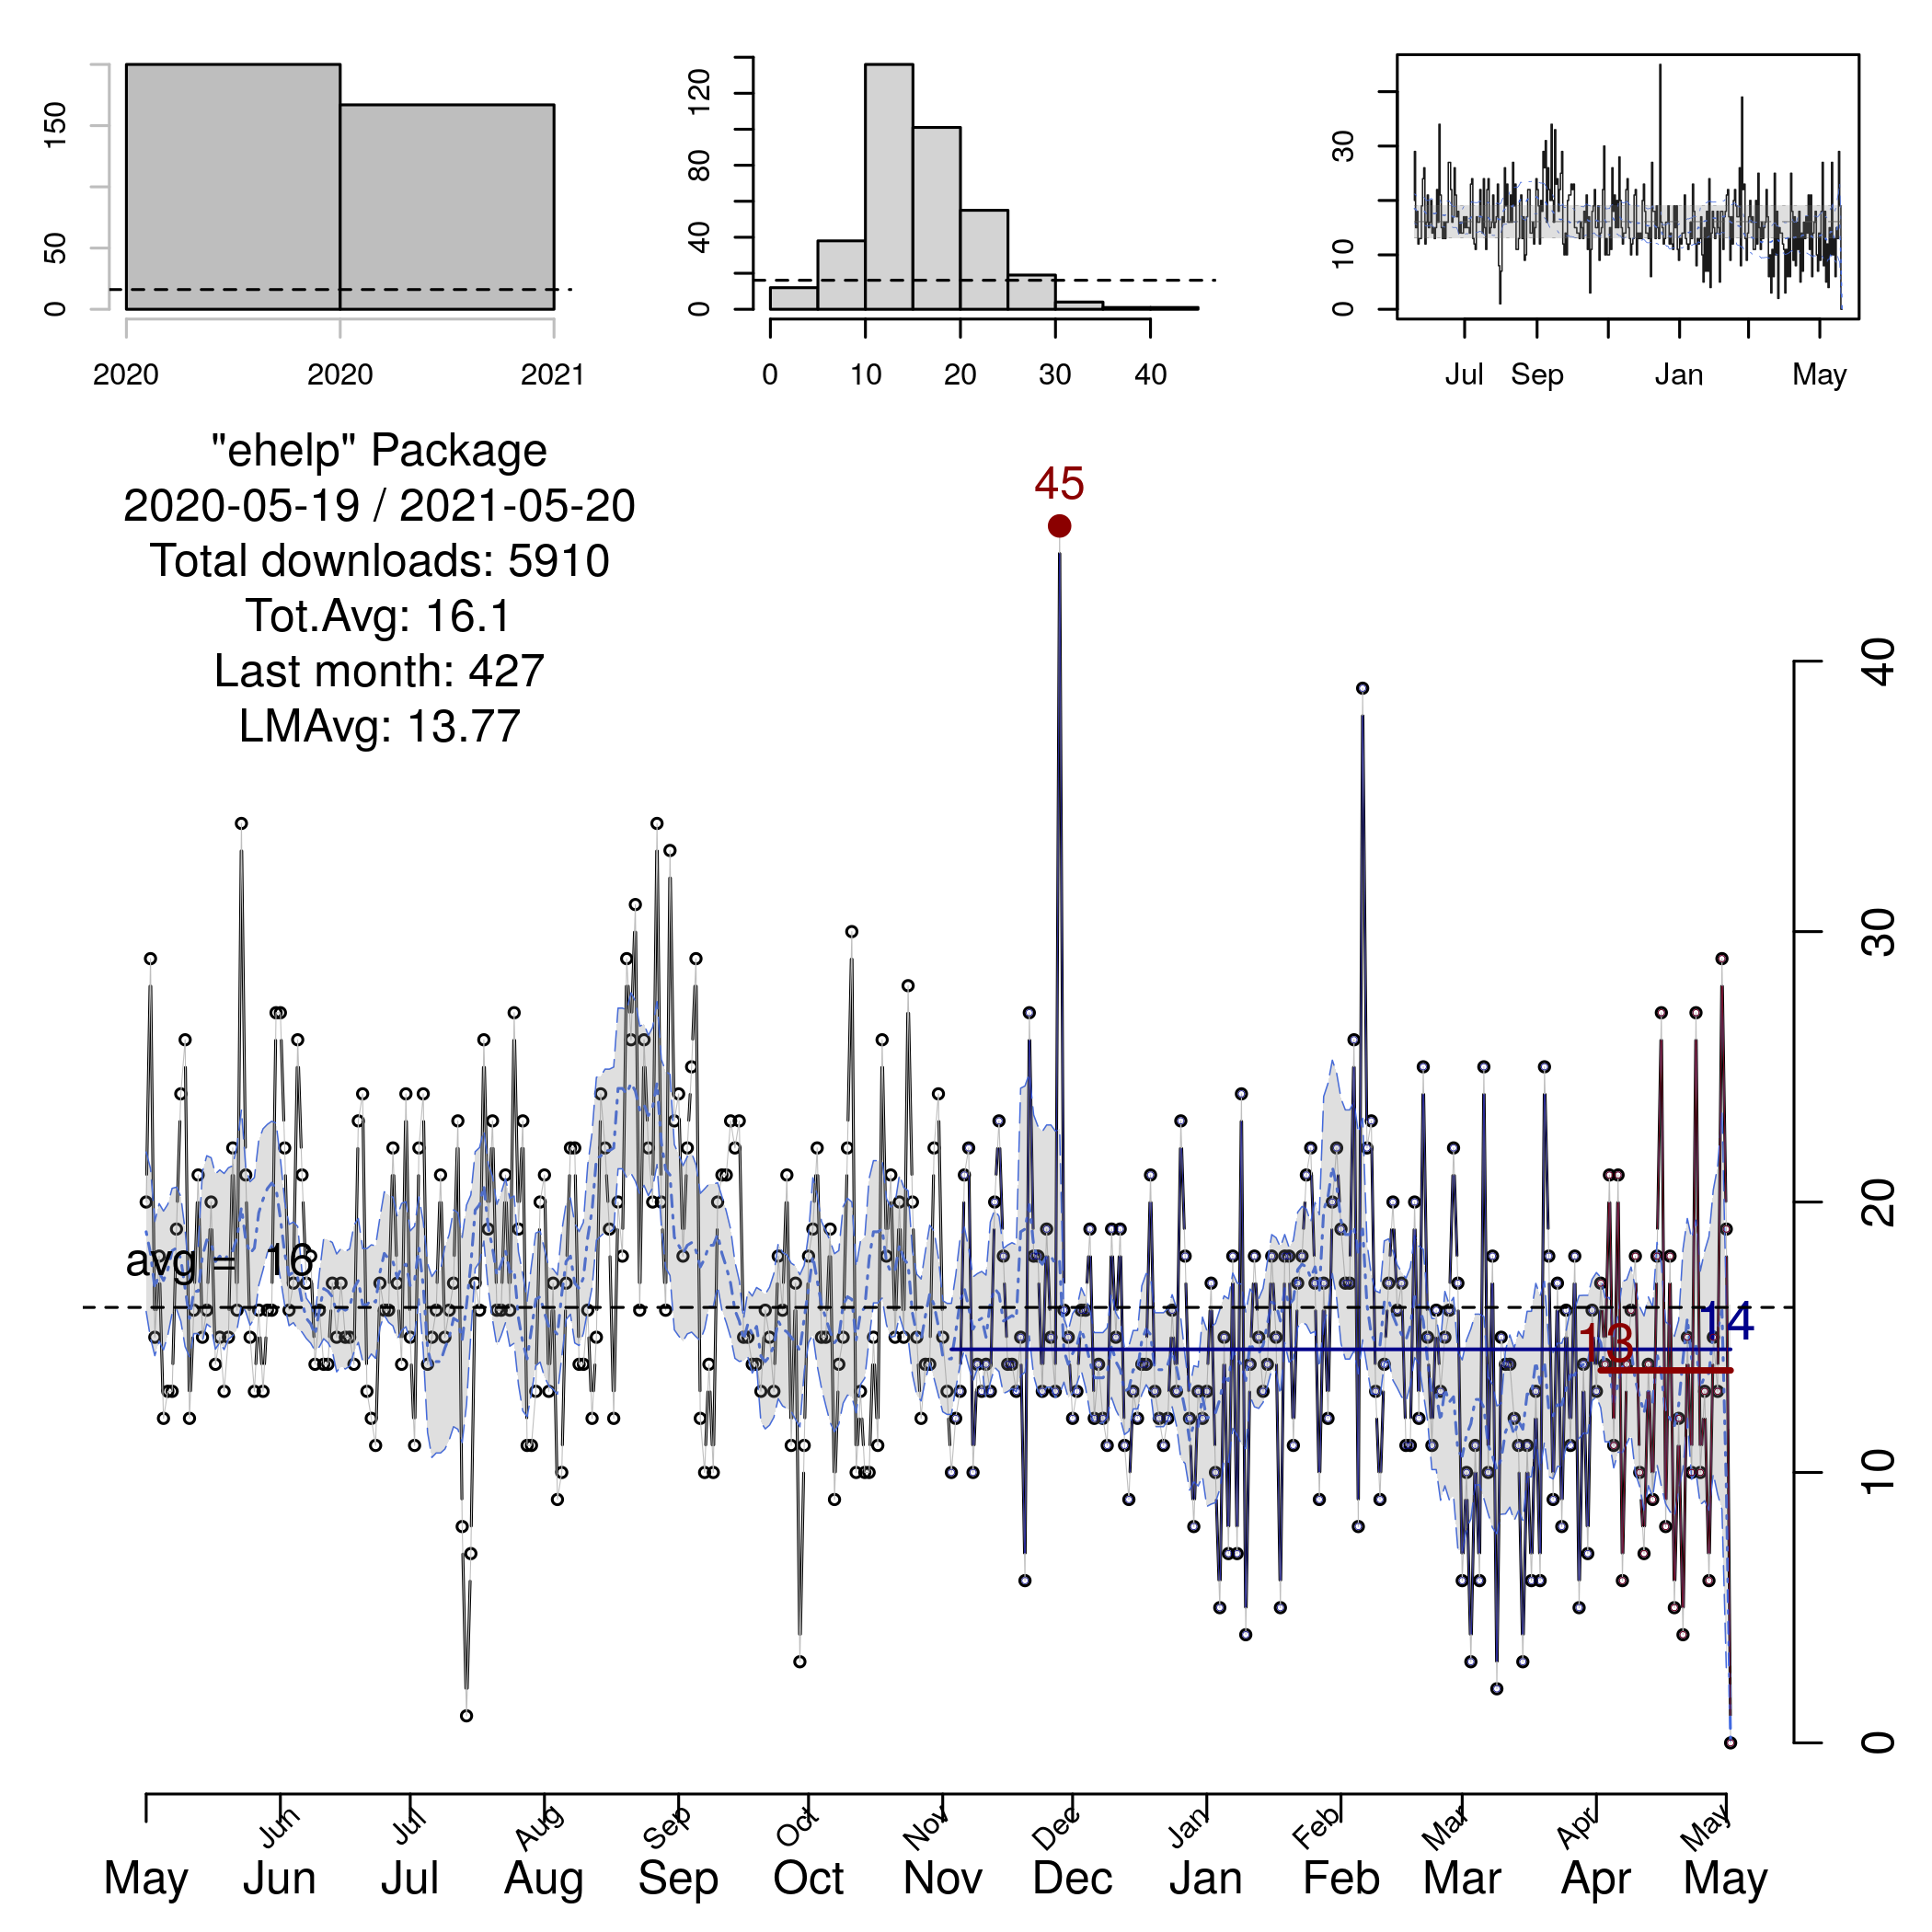 0 50 150
2020 2020 2021
0 40 80 120
0 10 20 30 40
0 10 30
Jul Sep Jan May
"ehelp" Package
2020-05-19 / 2021-05-20
Total downloads: 5910
Tot.Avg: 16.1
Last month: 427
LMAvg: 13.77
45
avg = 16
13
14
40
30
20
10
0
Jun Jul Aug Sep Oct Nov Dec Jan Feb Mar Apr May
May Jun Jul Aug Sep Oct Nov Dec Jan Feb Mar Apr May